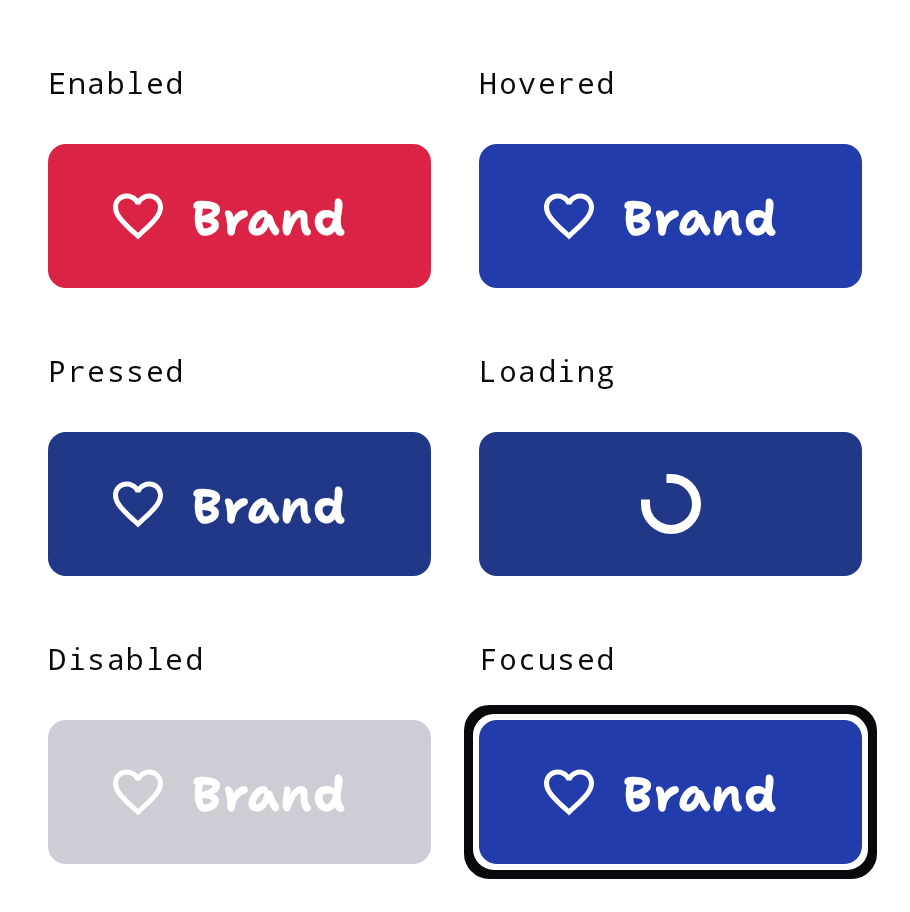 Enabled
Hovered
Brand
Brand
Pressed
Loading
Brand
Disabled
Focused
Brand
Brand